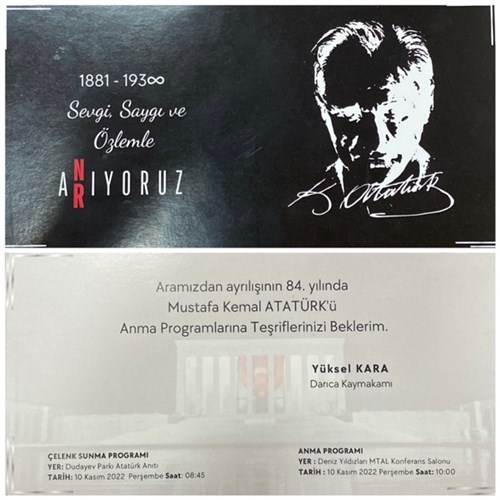 1881 - 193∞
Sevgi, Saygı ve
Özlemle
ANRIYORUZ
K. Atatürk
Aramızdan ayrılışının 84. yılında
Mustafa Kemal ATATÜRK'ü
Anma Programlarına Teşriflerinizi Beklerim.
Yüksel KARA
Darıca Kaymakamı
ÇELENK SUNMA PROGRAMI
YER: Dudayev Parkı Atatürk Anıtı
TARİH: 10 Kasım 2022 Perşembe Saat: 08:45
ANMA PROGRAMI
YER : Deniz Yıldızları MTAL Konferans Salonu
TARİH: 10 Kasım 2022 Perşembe Saat: 10:00